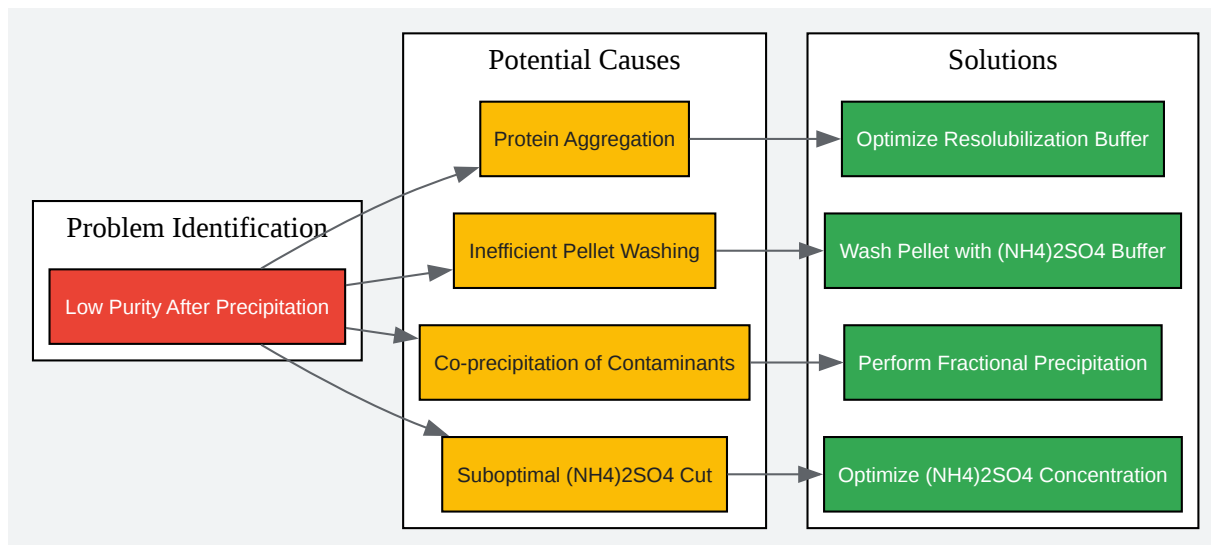 Problem Identification
Low Purity After Precipitation
Potential Causes
Protein Aggregation
Inefficient Pellet Washing
Co-precipitation of Contaminants
Suboptimal (NH4)2SO4 Cut
Solutions
Optimize Resolubilization Buffer
Wash Pellet with (NH4)2SO4 Buffer
Perform Fractional Precipitation
Optimize (NH4)2SO4 Concentration